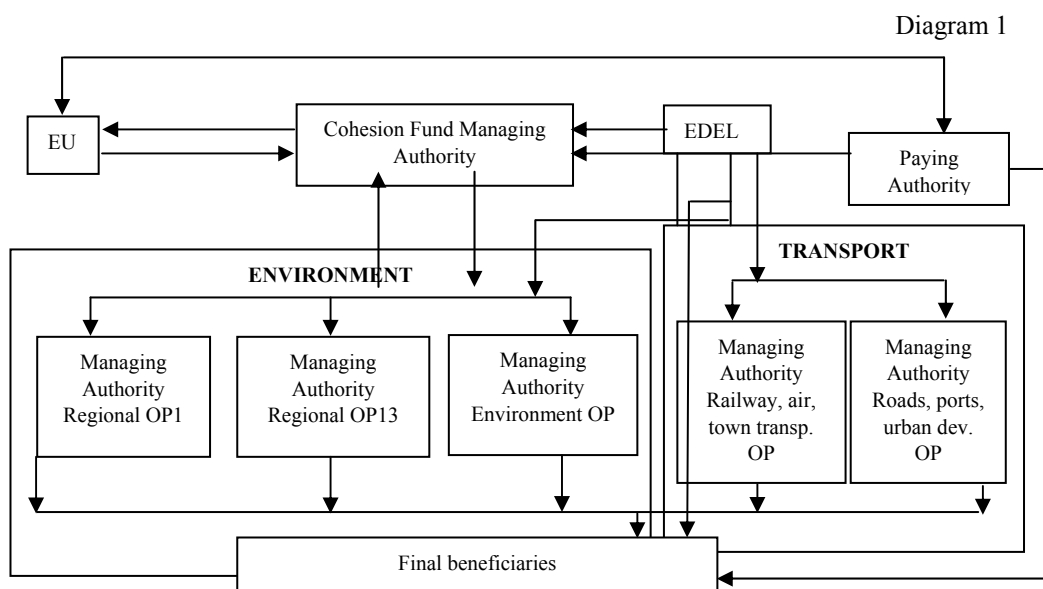 Diagram 1
EU
Cohesion Fund Managing
Authority
EDEL
Paying
Authority
ENVIRONMENT
TRANSPORT
Managing
Authority
Regional OP1
Managing
Authority
Regional OP13
Managing
Authority
Environment OP
Managing
Authority
Railway, air,
town transp.
OP
Managing
Authority
Roads, ports,
urban dev.
OP
Final beneficiaries